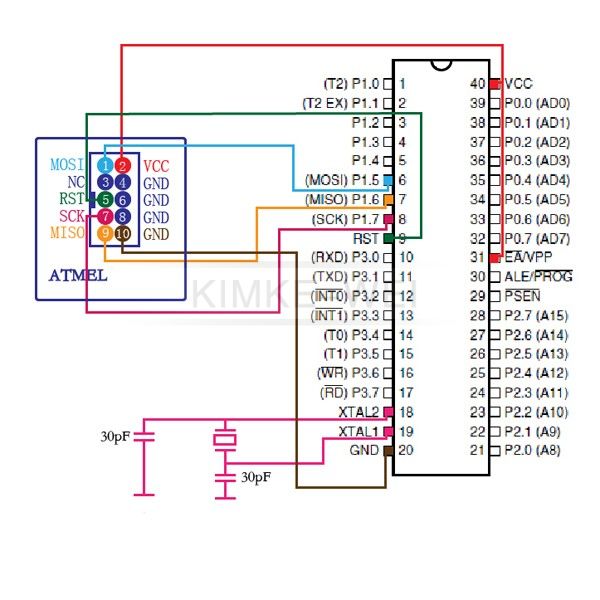 (T2) P1.0 1 40 VCC
(T2 EX) P1.1 2 39 P0.0 (AD0)
P1.2 3 38 P0.1 (AD1)
P1.3 4 37 P0.2 (AD2)
P1.4 5 36 P0.3 (AD3)
(MOSI) P1.5 6 35 P0.4 (AD4)
(MISO) P1.6 7 34 P0.5 (AD5)
(SCK) P1.7 8 33 P0.6 (AD6)
RST 9 32 P0.7 (AD7)
(RXD) P3.0 10 31 EA/VPP
(TXD) P3.1 11 30 ALE/PROG
(INT0) P3.2 12 29 PSEN
(INT1) P3.3 13 28 P2.7 (A15)
(T0) P3.4 14 27 P2.6 (A14)
(T1) P3.5 15 26 P2.5 (A13)
(WR) P3.6 16 25 P2.4 (A12)
(RD) P3.7 17 24 P2.3 (A11)
XTAL2 18 23 P2.2 (A10)
XTAL1 19 22 P2.1 (A9)
GND 20 21 P2.0 (A8)
MOSI 1 2 VCC
NC 3 4 GND
RST 5 6 GND
SCK 7 8 GND
MISO 9 10 GND
ATMEL
KIMKE WEI
30pF
30pF